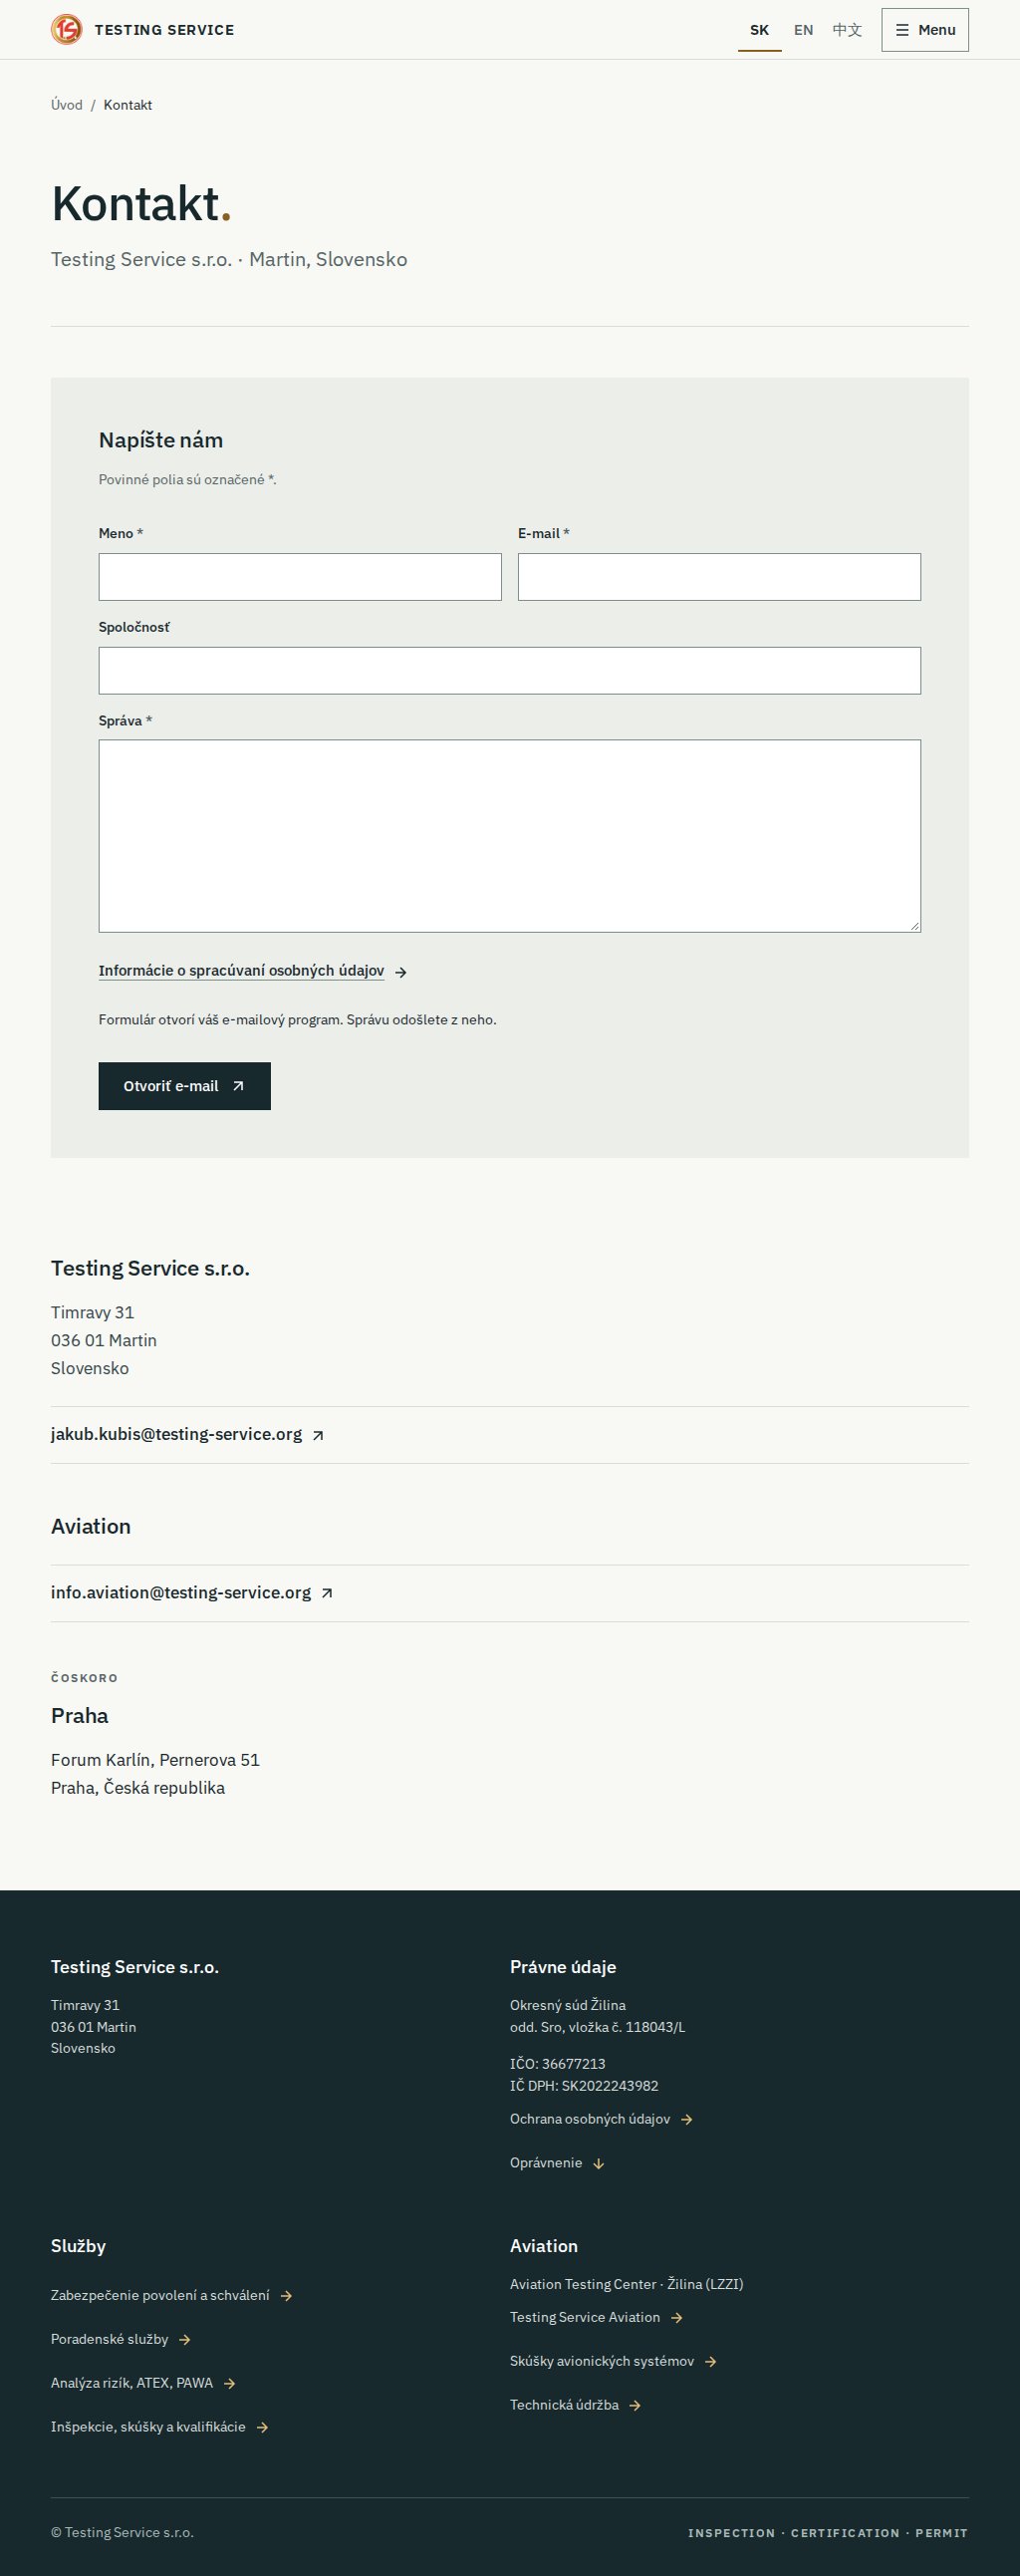 TESTING SERVICE
SK EN 中文 Menu
Úvod / Kontakt
Kontakt.
Testing Service s.r.o. · Martin, Slovensko
Napíšte nám
Povinné polia sú označené *.
Meno * E-mail *
Spoločnosť
Správa *
Informácie o spracúvaní osobných údajov →
Formulár otvorí váš e-mailový program. Správu odošlete z neho.
Otvoriť e-mail ↗
Testing Service s.r.o.
Timravy 31
036 01 Martin
Slovensko
jakub.kubis@testing-service.org ↗
Aviation
info.aviation@testing-service.org ↗
ČOSKORO
Praha
Forum Karlín, Pernerova 51
Praha, Česká republika
Testing Service s.r.o.
Timravy 31
036 01 Martin
Slovensko
Právne údaje
Okresný súd Žilina
odd. Sro, vložka č. 118043/L
IČO: 36677213
IČ DPH: SK2022243982
Ochrana osobných údajov →
Oprávnenie ↓
Služby
Zabezpečenie povolení a schválení →
Poradenské služby →
Analýza rizík, ATEX, PAWA →
Inšpekcie, skúšky a kvalifikácie →
Aviation
Aviation Testing Center · Žilina (LZZI)
Testing Service Aviation →
Skúšky avionických systémov →
Technická údržba →
© Testing Service s.r.o.
INSPECTION · CERTIFICATION · PERMIT